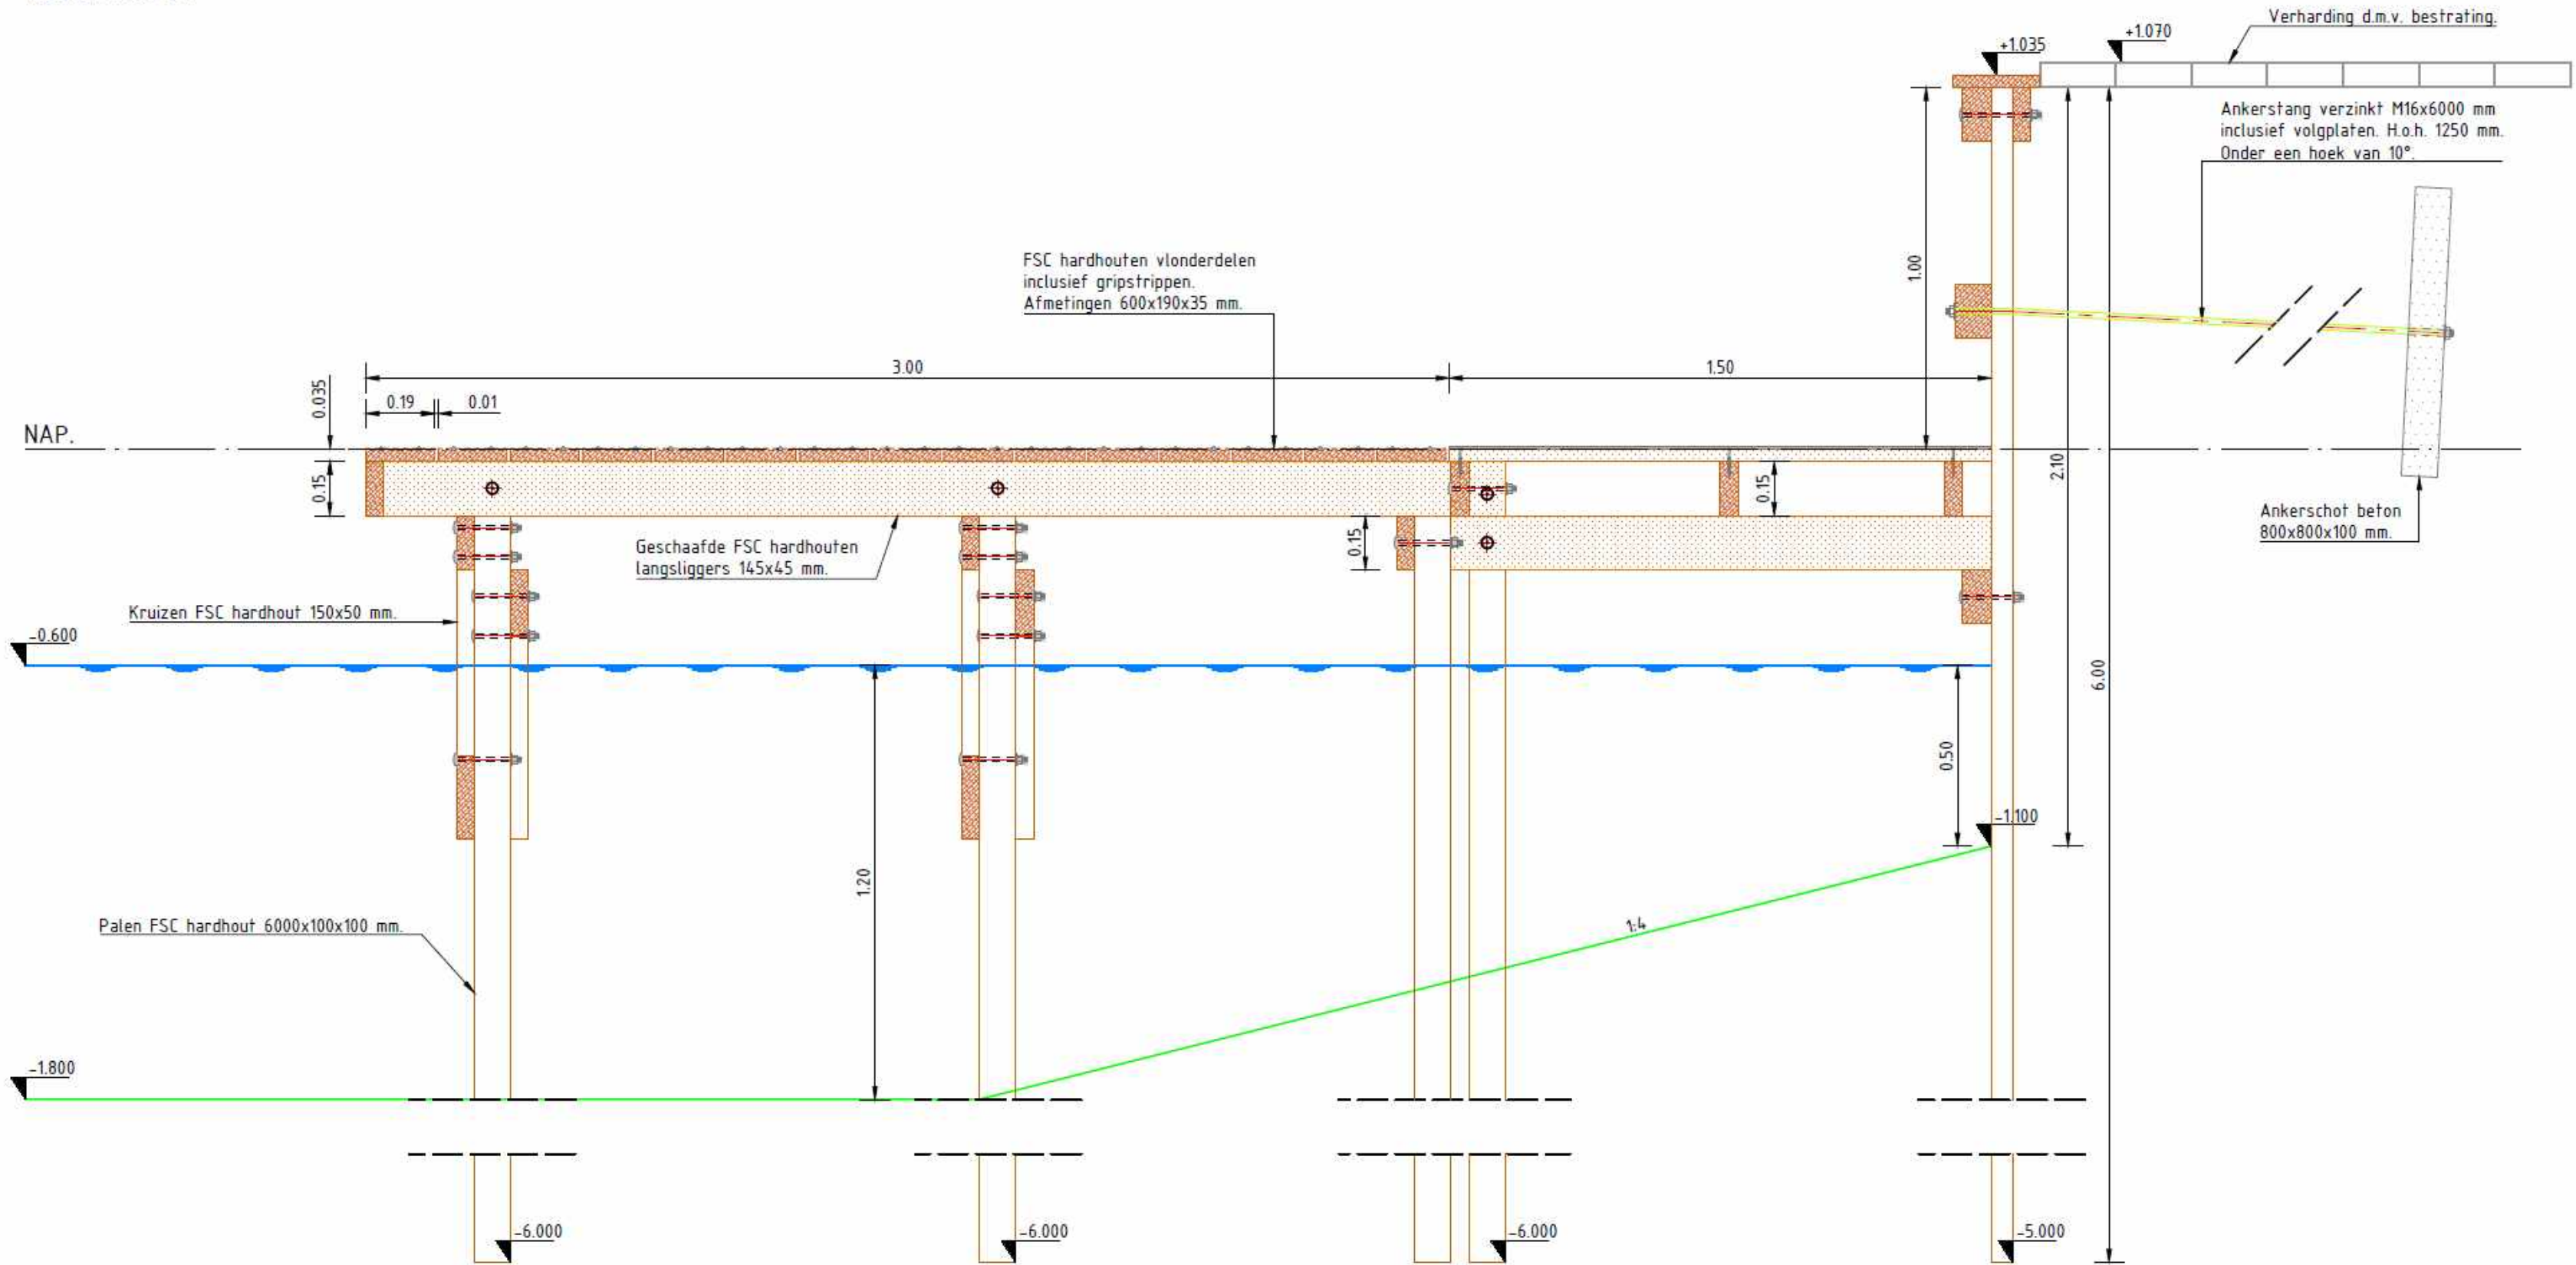 Verharding d.m.v. bestrating.
+1.070
+1.035
Ankerstang verzinkt M16x6000 mm
inclusief volgplaten. H.o.h. 1250 mm.
Onder een hoek van 10°.
1.00
FSC hardhouten vlonderdelen
inclusief gripstrippen.
Afmetingen 600x190x35 mm.
3.00
1.50
0.035
0.19
0.01
NAP.
2.10
0.15
0.15
0.15
Ankerschot beton
800x800x100 mm.
Geschaafde FSC hardhouten
langsliggers 145x45 mm.
Kruizen FSC hardhout 150x50 mm.
-0.600
6.00
0.50
-1.100
1.20
1:4
Palen FSC hardhout 6000x100x100 mm.
-1.800
-6.000
-6.000
-6.000
-5.000